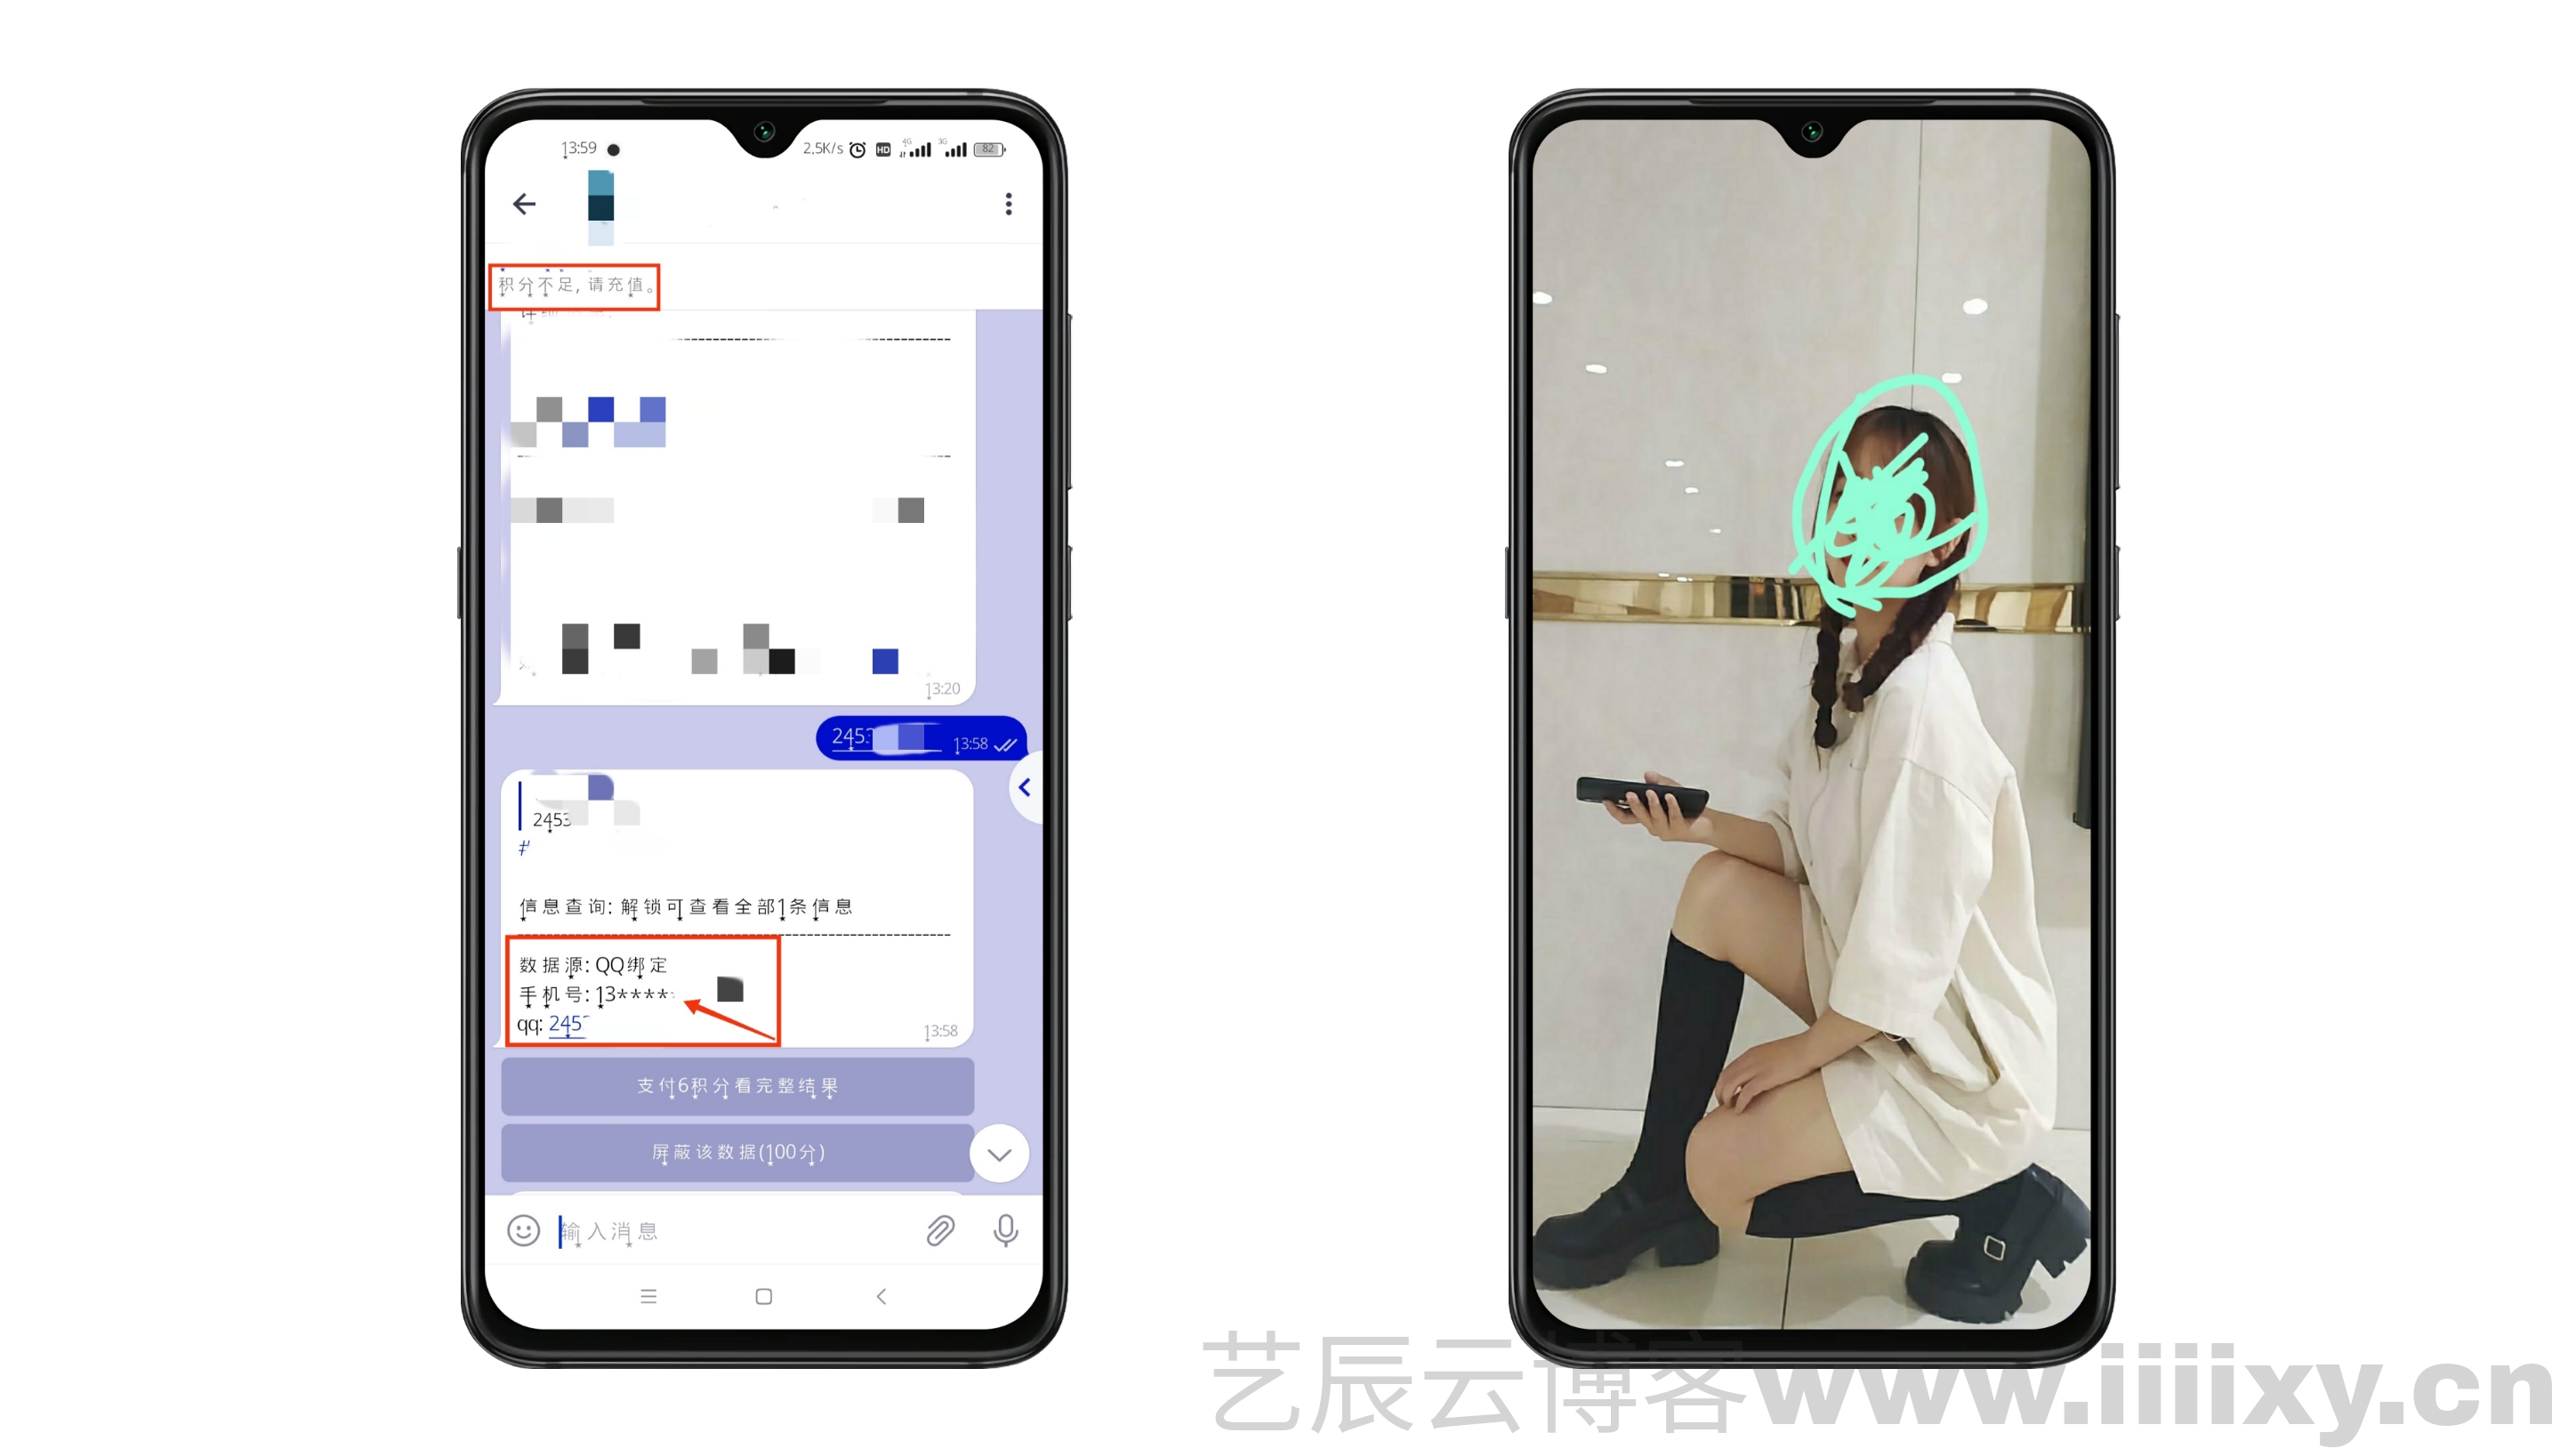 13:59
2.5K/s HD 4G 3G 82
积分不足,请充值。
13:20
2453
13:58
2453
#
信息查询:解锁可查看全部1条信息
数据源:QQ绑定
手机号:13****
qq: 245
13:58
支付6积分看完整结果
屏蔽该数据(100分)
输入消息
艺辰云博客www.iiiixy.cn